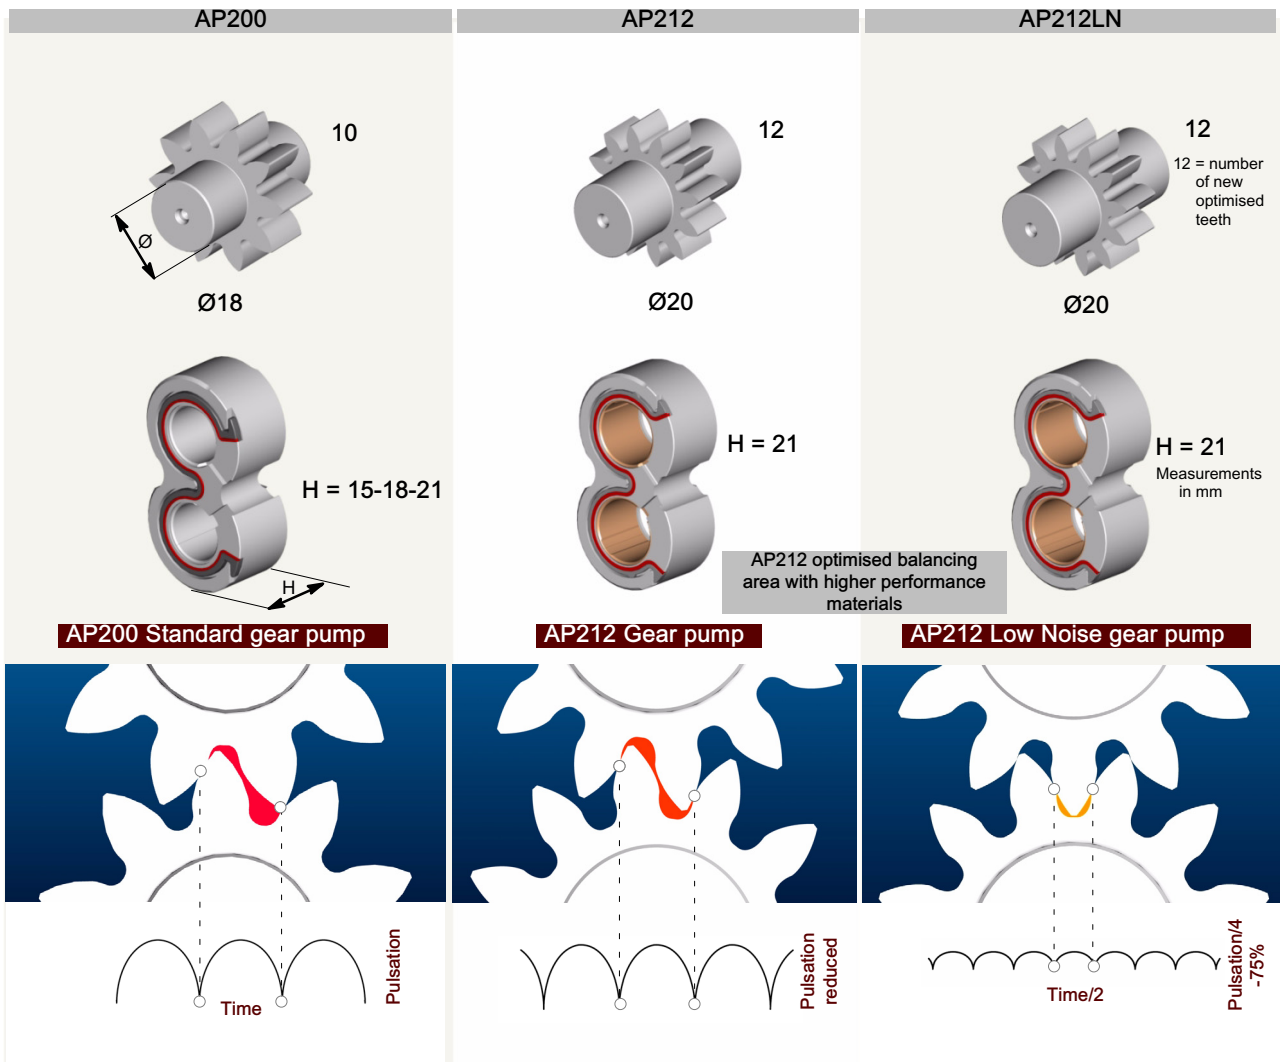 AP200
AP212
AP212LN
10
12
12
12 = number
of new
optimised
teeth
Ø
Ø18
Ø20
Ø20
H = 15-18-21
H = 21
H = 21
Measurements
in mm
H
AP212 optimised balancing
area with higher performance
materials
AP200 Standard gear pump
AP212 Gear pump
AP212 Low Noise gear pump
Time
Pulsation
Pulsation
reduced
Time/2
Pulsation/4
-75%